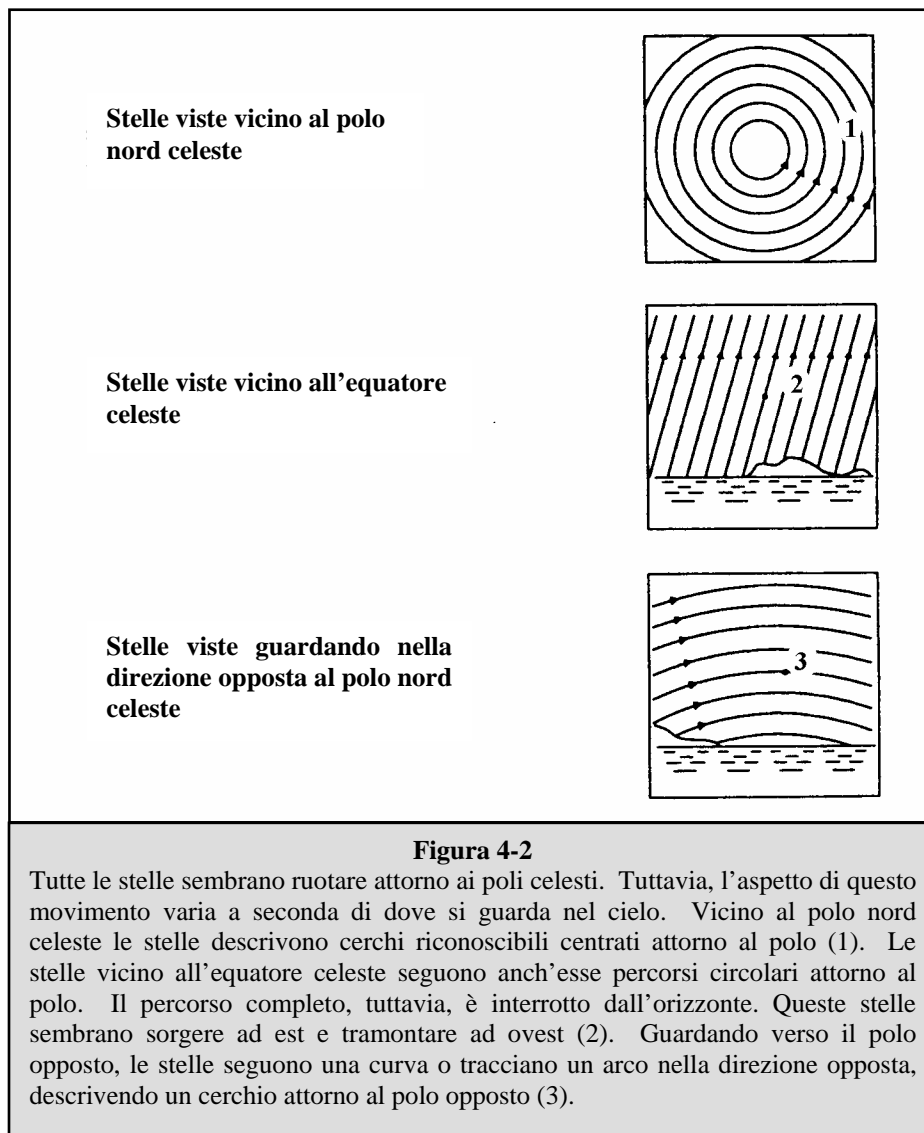 Stelle viste vicino al polo
nord celeste
1
Stelle viste vicino all’equatore
celeste
2
Stelle viste guardando nella
direzione opposta al polo nord
celeste
3
Figura 4-2
Tutte le stelle sembrano ruotare attorno ai poli celesti. Tuttavia, l’aspetto di questo
movimento varia a seconda di dove si guarda nel cielo. Vicino al polo nord
celeste le stelle descrivono cerchi riconoscibili centrati attorno al polo (1). Le
stelle vicino all’equatore celeste seguono anch’esse percorsi circolari attorno al
polo. Il percorso completo, tuttavia, è interrotto dall’orizzonte. Queste stelle
sembrano sorgere ad est e tramontare ad ovest (2). Guardando verso il polo
opposto, le stelle seguono una curva o tracciano un arco nella direzione opposta,
descrivendo un cerchio attorno al polo opposto (3).